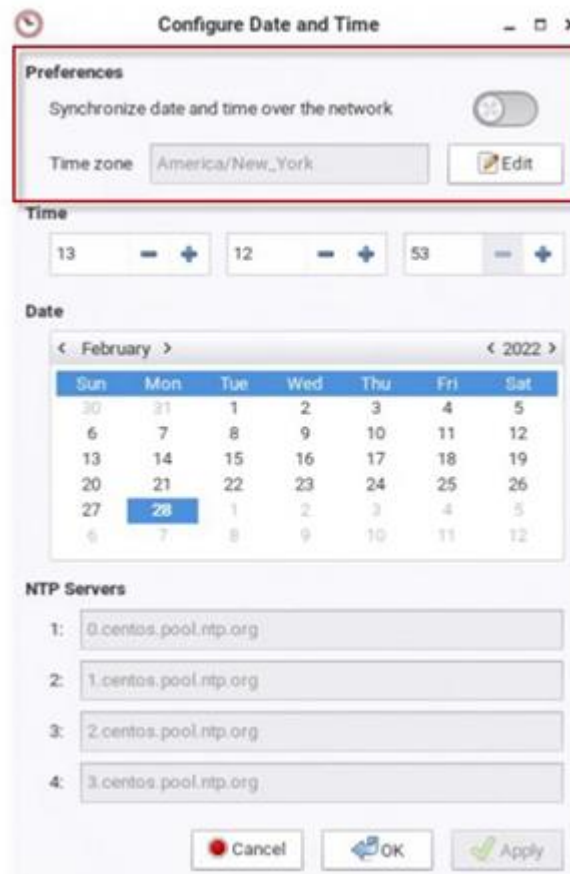 Configure Date and Time
Preferences
Synchronize date and time over the network
Time zone America/New_York Edit
Time
13 12 53
Date
< February > < 2022 >
Sun Mon Tue Wed Thu Fri Sat
30 31 1 2 3 4 5
6 7 8 9 10 11 12
13 14 15 16 17 18 19
20 21 22 23 24 25 26
27 28 1 2 3 4 5
6 7 8 9 10 11 12
NTP Servers
1: 0.centos.pool.ntp.org
2: 1.centos.pool.ntp.org
3: 2.centos.pool.ntp.org
4: 3.centos.pool.ntp.org
Cancel OK Apply